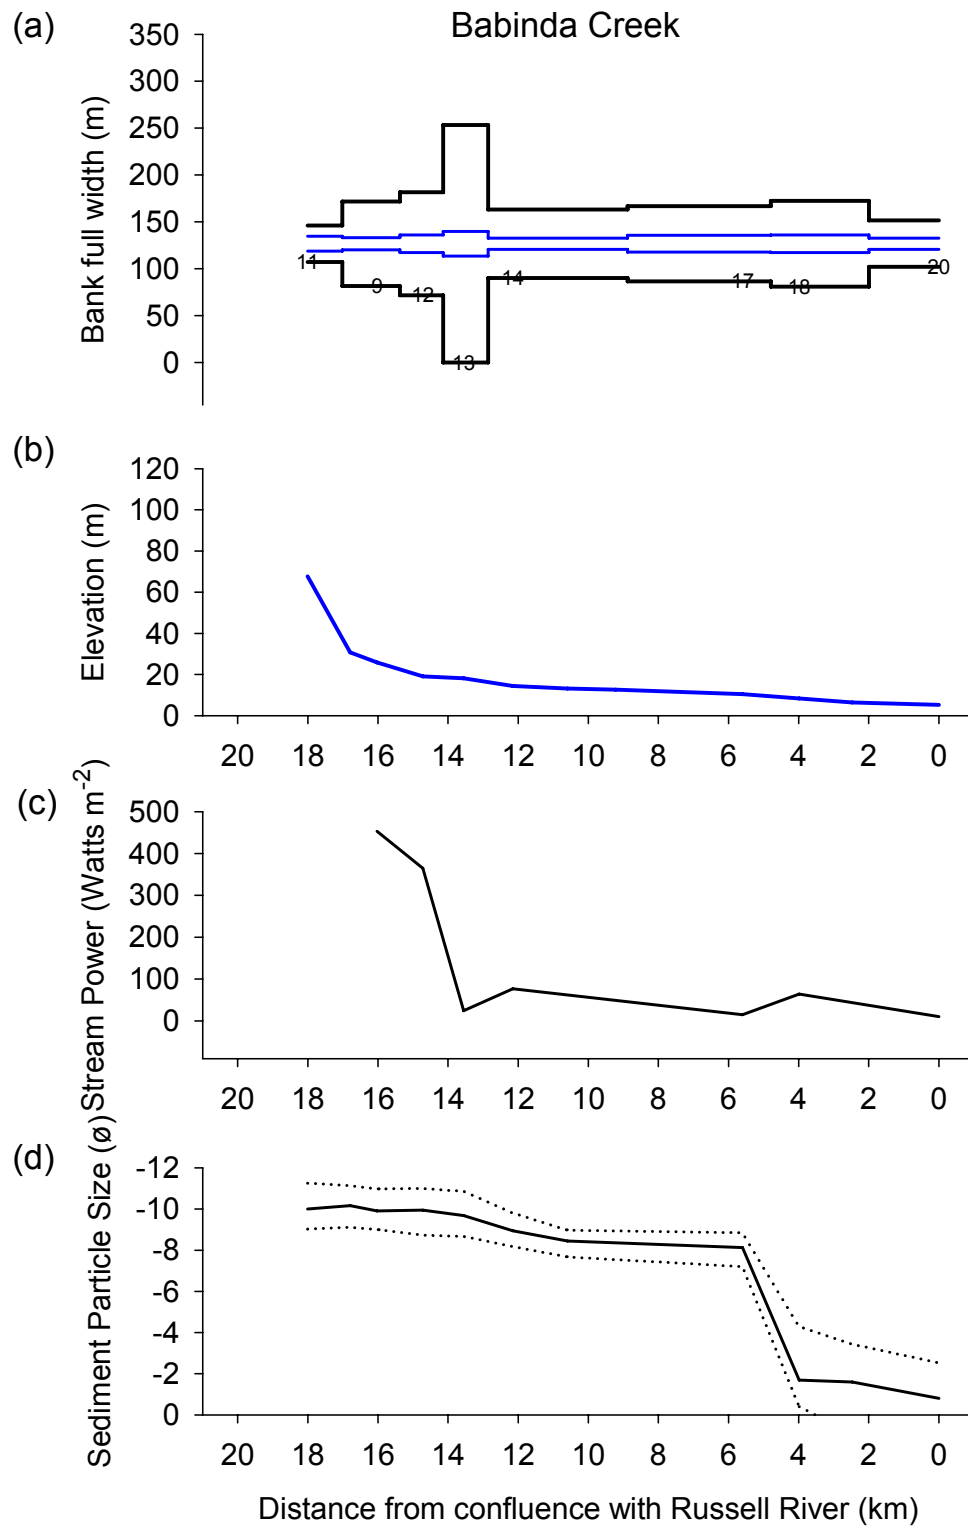 (a)
Babinda Creek
350
300
250
200
150
100
50
0
Bank full width (m)
11
9
12
13
14
17
18
20
(b)
120
100
80
60
40
20
0
Elevation (m)
20 18 16 14 12 10 8 6 4 2 0
(c)
500
400
300
200
100
0
Stream Power (Watts m⁻²)
20 18 16 14 12 10 8 6 4 2 0
(d)
-12
-10
-8
-6
-4
-2
0
Sediment Particle Size (ø)
20 18 16 14 12 10 8 6 4 2 0
Distance from confluence with Russell River (km)